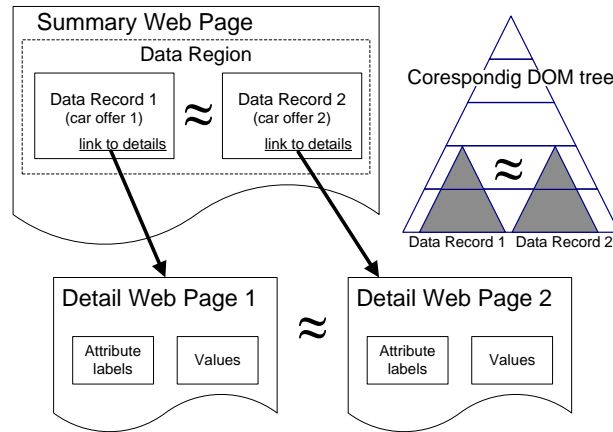 Summary Web Page
Data Region
Data Record 1
(car offer 1)
link to details
≈
Data Record 2
(car offer 2)
link to details
Corespondig DOM tree
≈
Data Record 1
Data Record 2
Detail Web Page 1
Attribute
labels
Values
≈
Detail Web Page 2
Attribute
labels
Values